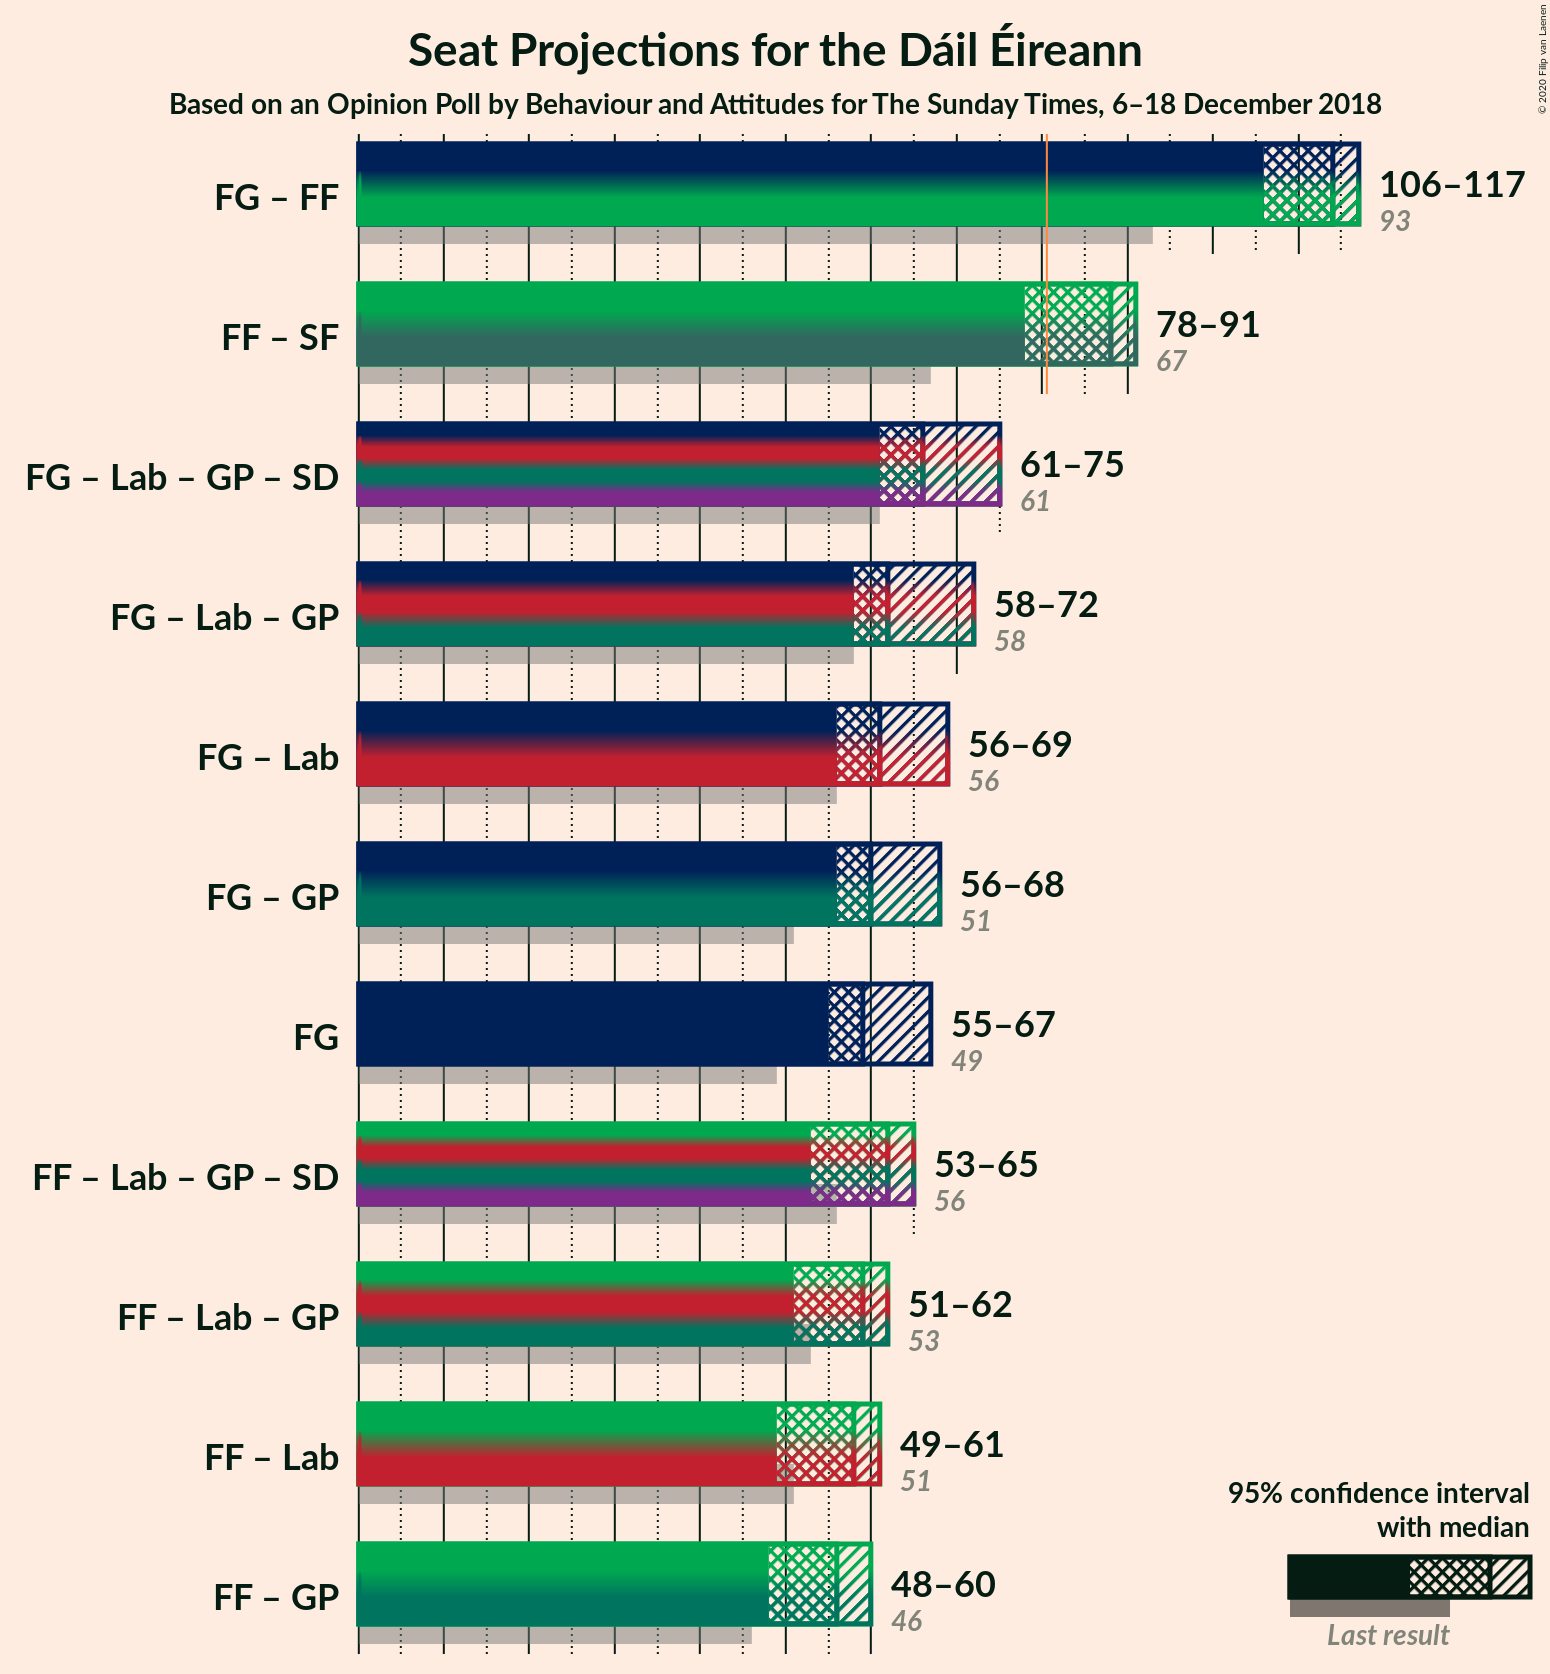 Seat Projections for the Dáil Éireann
Based on an Opinion Poll by Behaviour and Attitudes for The Sunday Times, 6–18 December 2018
© 2020 Filip van Laenen
FG – FF
106–117
93
FF – SF
78–91
67
FG – Lab – GP – SD
61–75
61
FG – Lab – GP
58–72
58
FG – Lab
56–69
56
FG – GP
56–68
51
FG
55–67
49
FF – Lab – GP – SD
53–65
56
FF – Lab – GP
51–62
53
FF – Lab
49–61
51
FF – GP
48–60
46
95% confidence interval
with median
Last result